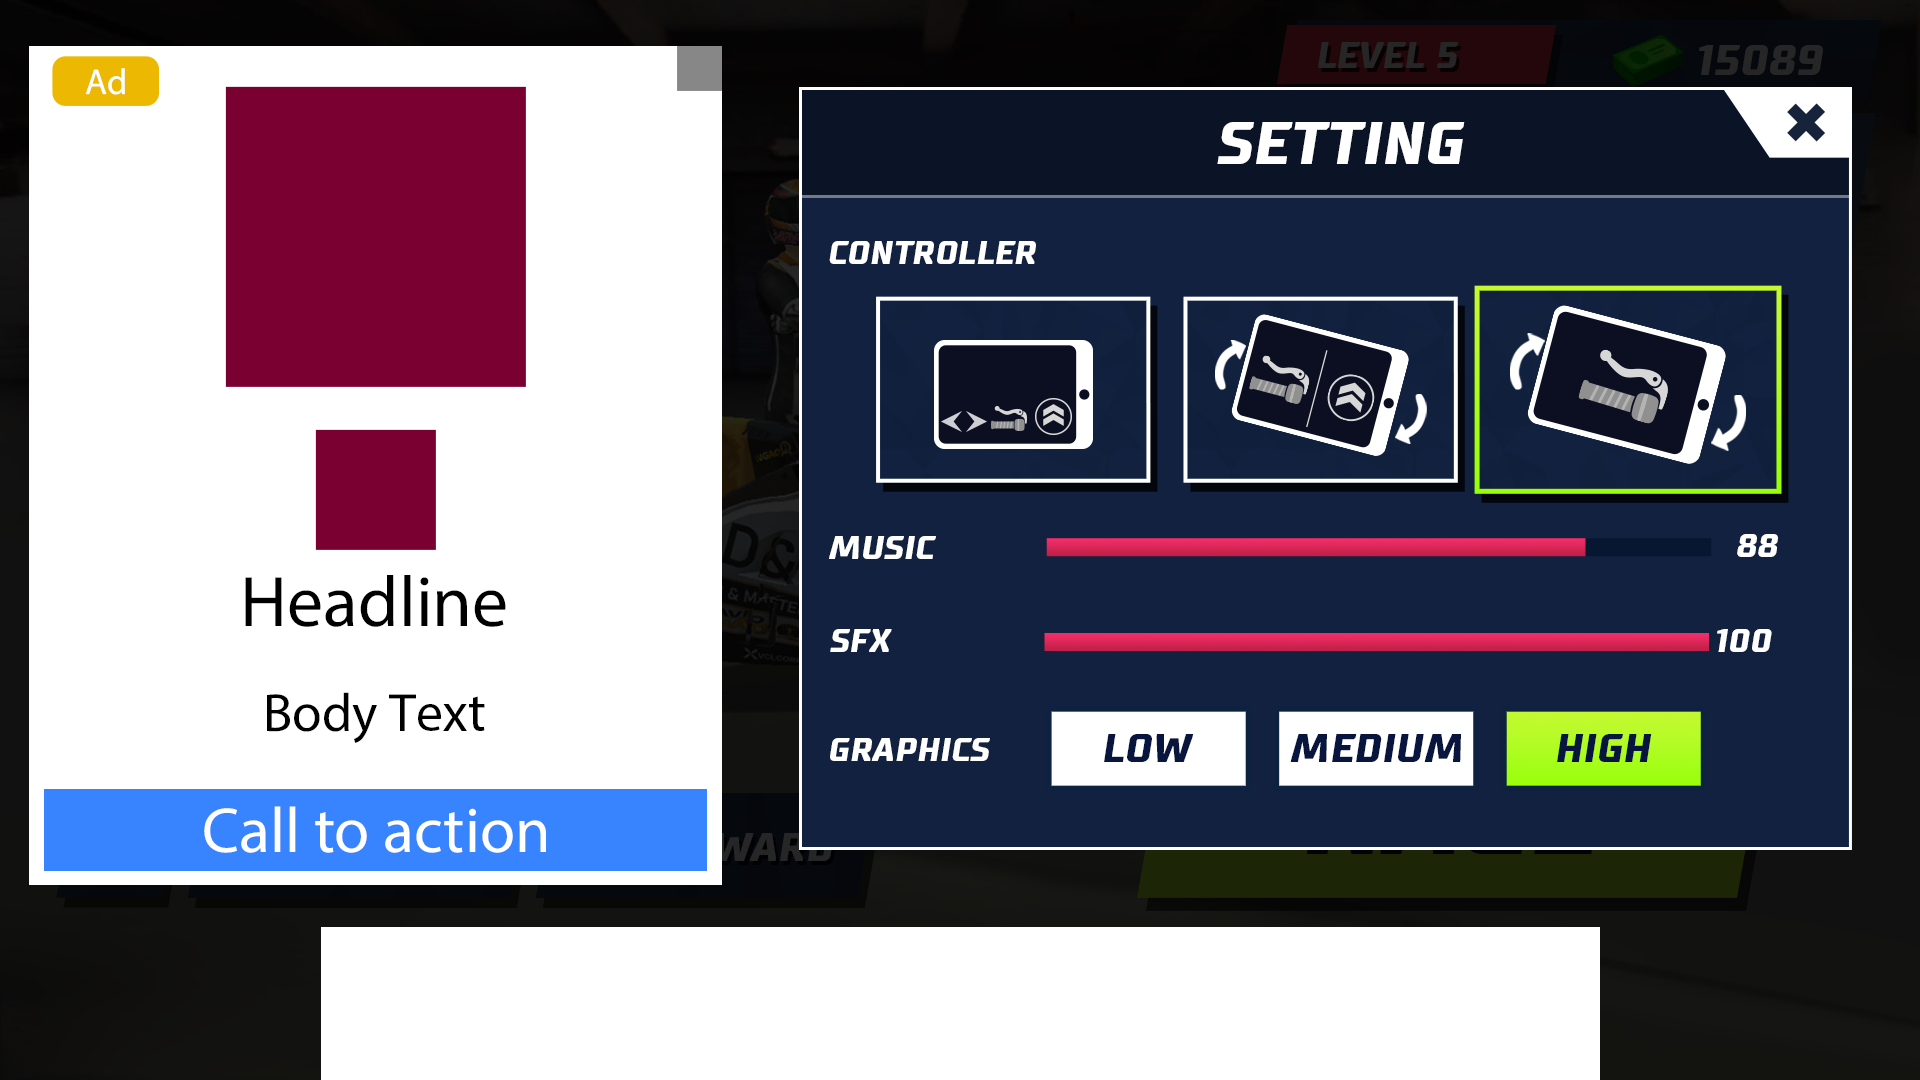 Ad
Headline
Body Text
Call to action
LEVEL 5
15089
SETTING
CONTROLLER
MUSIC
88
SFX
100
GRAPHICS
LOW
MEDIUM
HIGH
D&
WARD